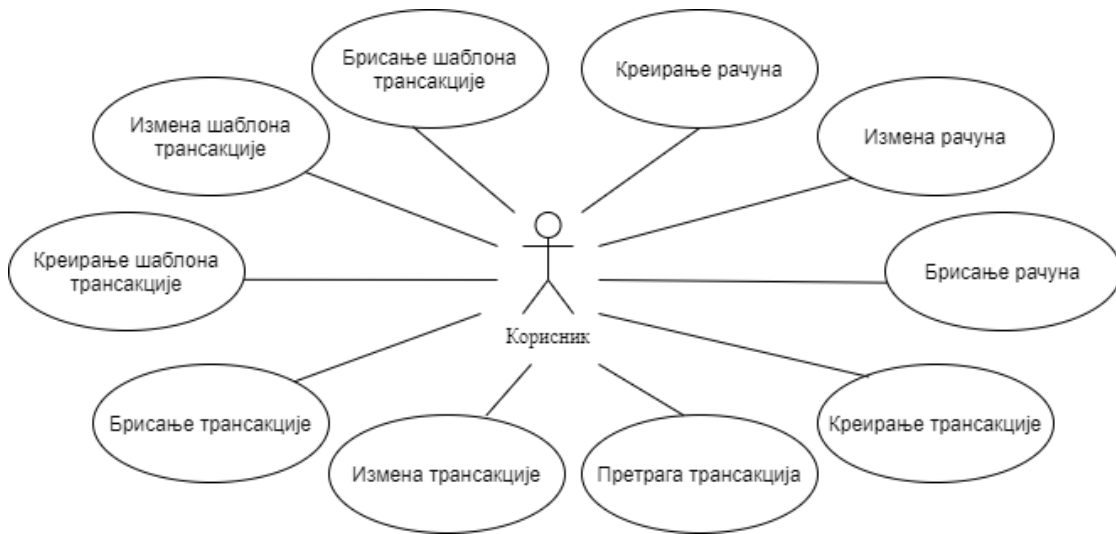 Брисање шаблона
трансакције
Креирање рачуна
Измена шаблона
трансакције
Измена рачуна
Креирање шаблона
трансакције
Брисање рачуна
Корисник
Брисање трансакције
Креирање трансакције
Измена трансакције
Претрага трансакција